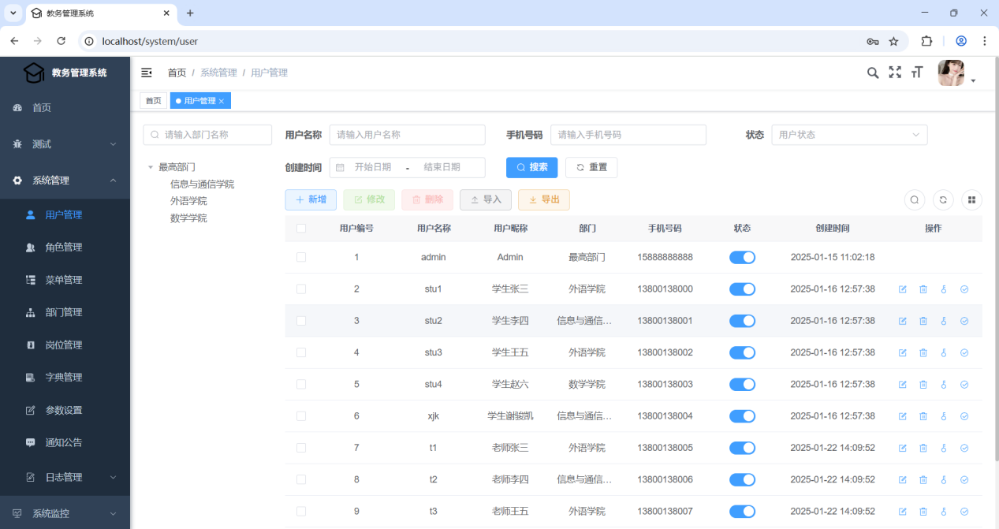 教务管理系统
localhost/system/user
教务管理系统
首页
测试
系统管理
用户管理
角色管理
菜单管理
部门管理
岗位管理
字典管理
参数设置
通知公告
日志管理
系统监控
首页 / 系统管理 / 用户管理
首页 用户管理
请输入部门名称
最高部门
信息与通信学院
外语学院
数学学院
用户名称 请输入用户名称 手机号码 请输入手机号码 状态 用户状态
创建时间 开始日期 - 结束日期 搜索 重置
新增 修改 删除 导入 导出
用户编号 用户名称 用户昵称 部门 手机号码 状态 创建时间 操作
1 admin Admin 最高部门 15888888888 2025-01-15 11:02:18
2 stu1 学生张三 外语学院 13800138000 2025-01-16 12:57:38
3 stu2 学生李四 信息与通信... 13800138001 2025-01-16 12:57:38
4 stu3 学生王五 外语学院 13800138002 2025-01-16 12:57:38
5 stu4 学生赵六 数学学院 13800138003 2025-01-16 12:57:38
6 xjk 学生谢骏凯 信息与通信... 13800138004 2025-01-16 12:57:38
7 t1 老师张三 外语学院 13800138005 2025-01-22 14:09:52
8 t2 老师李四 信息与通信... 13800138006 2025-01-22 14:09:52
9 t3 老师王五 外语学院 13800138007 2025-01-22 14:09:52